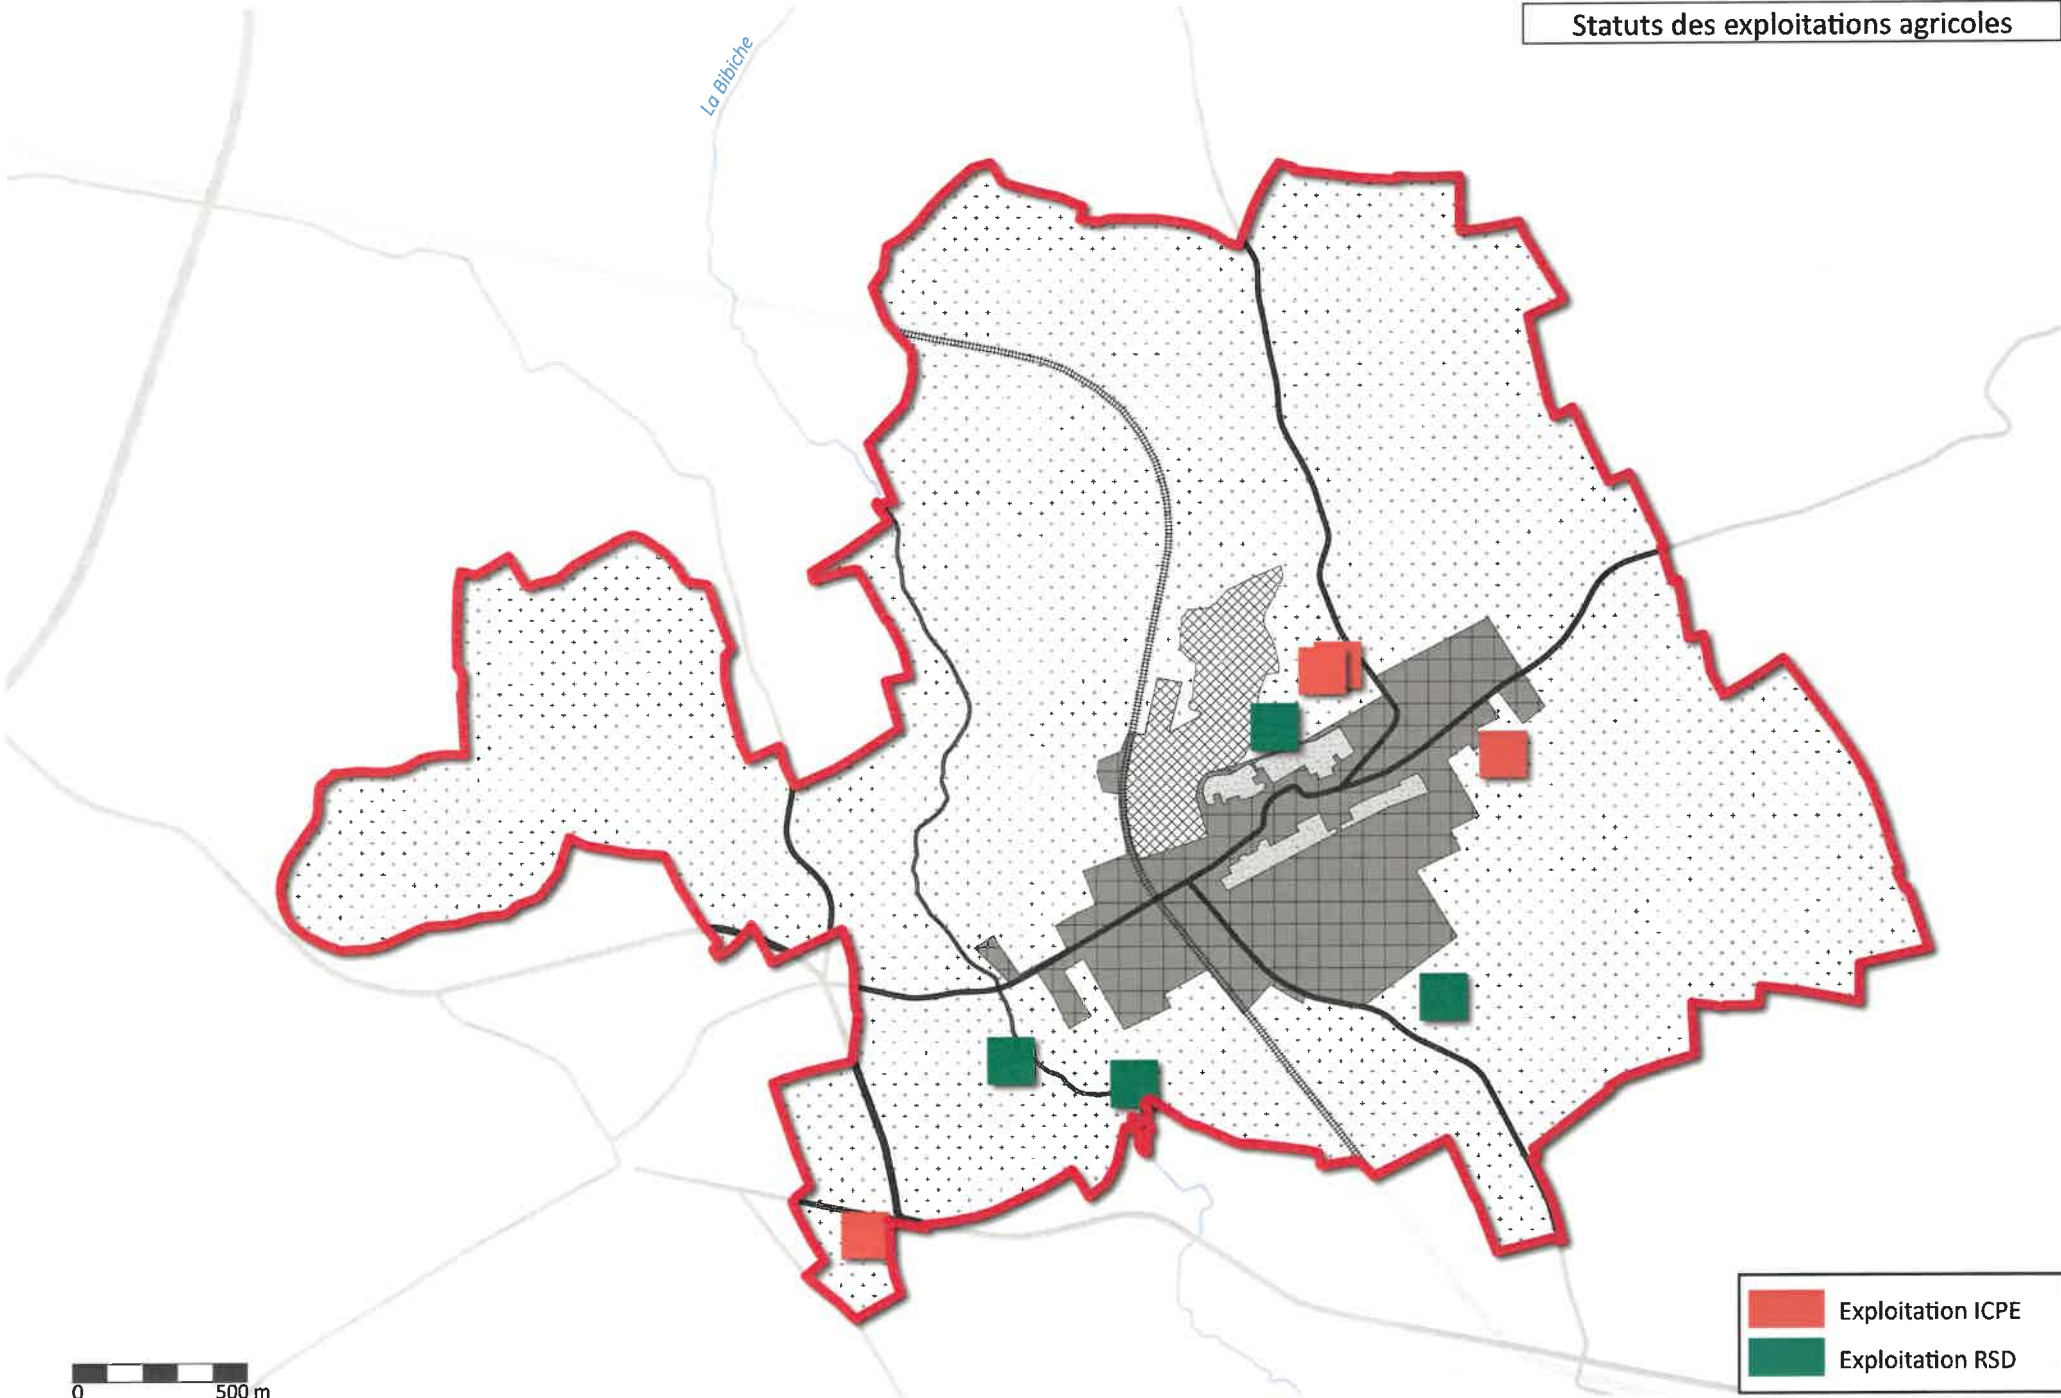 Statuts des exploitations agricoles
La Bibiche
Exploitation ICPE
Exploitation RSD
0 500 m